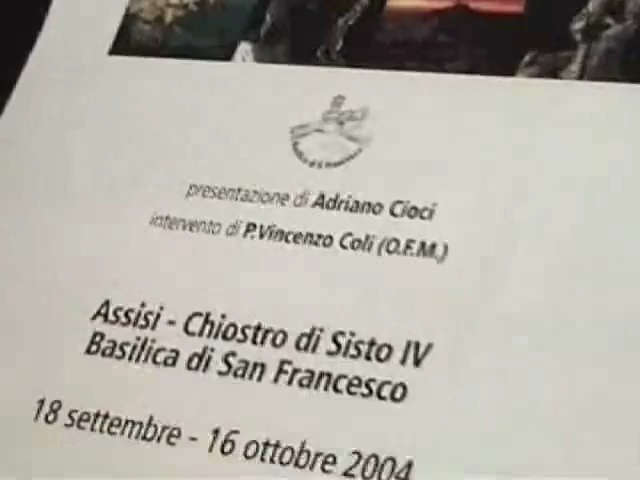 presentazione di Adriano Cioci
intervento di P.Vincenzo Coli (O.F.M.)
Assisi - Chiostro di Sisto IV
Basilica di San Francesco
18 settembre - 16 ottobre 2004